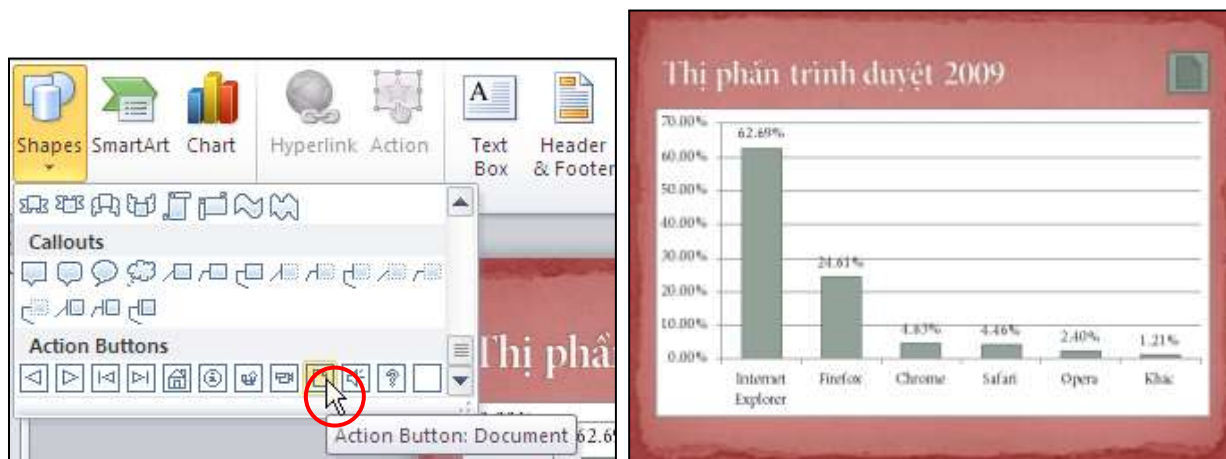 Shapes SmartArt Chart Hyperlink Action Text Box Header & Footer
Callouts
Action Buttons
Thị phầ
Action Button: Document
62.6
Thị phần trình duyệt 2009
70.00%
60.00%
50.00%
40.00%
30.00%
20.00%
10.00%
0.00%
62.69%
24.61%
4.63%
4.46%
2.40%
1.21%
Internet Explorer
Firefox
Chrome
Safari
Opera
Khác